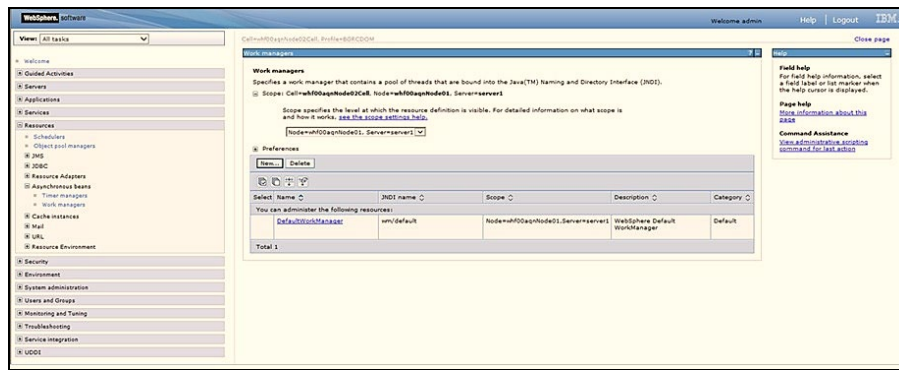 WebSphere. software
Welcome admin
Help | Logout
IBM.
View: All tasks
Cell=whf00aqnNode02Cell, Profile=BORCDOM
Close page
Welcome
Guided Activities
Servers
Applications
Services
Resources
Schedulers
Object pool managers
JMS
JDBC
Resource Adapters
Asynchronous beans
Timer managers
Work managers
Cache instances
Mail
URL
Resource Environment
Security
Environment
System administration
Users and Groups
Monitoring and Tuning
Troubleshooting
Service integration
UDDI
Work managers
Work managers
Specifies a work manager that contains a pool of threads that are bound into the Java(TM) Naming and Directory Interface (JNDI).
Scope: Cell=whf00aqnNode02Cell, Node=whf00aqnNode01, Server=server1
Scope specifies the level at which the resource definition is visible. For detailed information on what scope is
and how it works, see the scope settings help.
Node=whf00aqnNode01, Server=server1
Preferences
New... Delete
Select Name JNDI name Scope Description Category
You can administer the following resources:
DefaultWorkManager wm/default Node=whf00aqnNode01,Server=server1 WebSphere Default Default
WorkManager
Total 1
Help
Field help
For field help information, select
a field label or list marker when
the help cursor is displayed.
Page help
More information about this
page
Command Assistance
View administrative scripting
command for last action